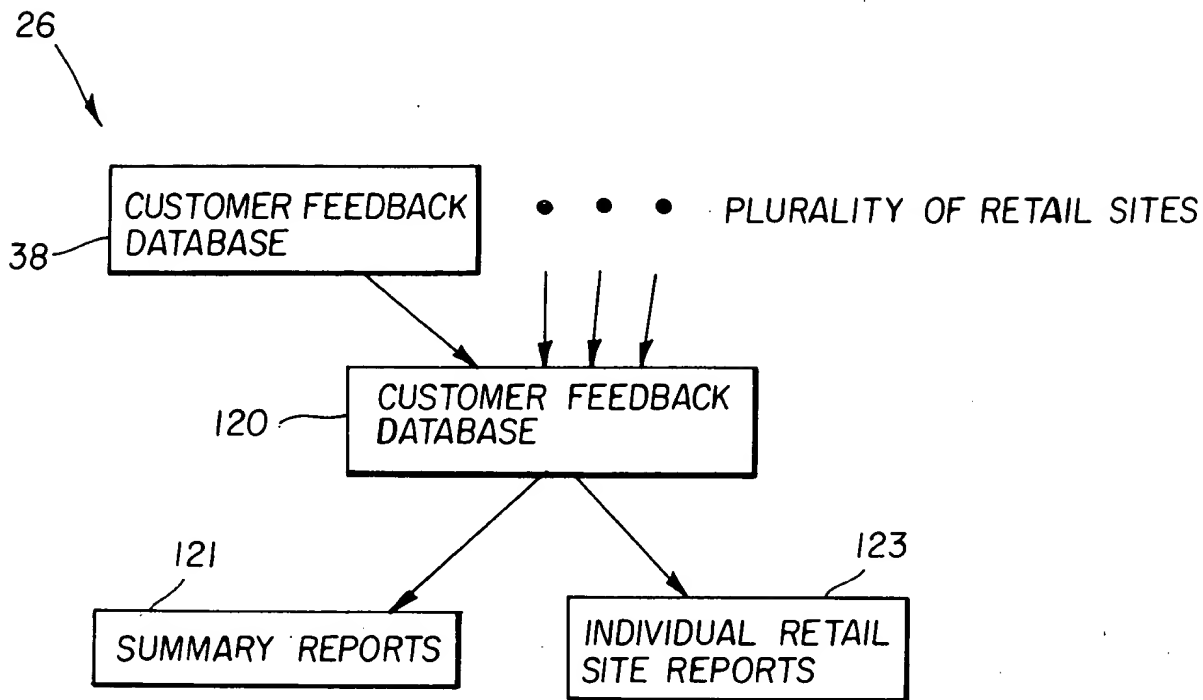 26
CUSTOMER FEEDBACK
DATABASE
PLURALITY OF RETAIL SITES
38
CUSTOMER FEEDBACK
DATABASE
120
121
123
SUMMARY REPORTS
INDIVIDUAL RETAIL
SITE REPORTS